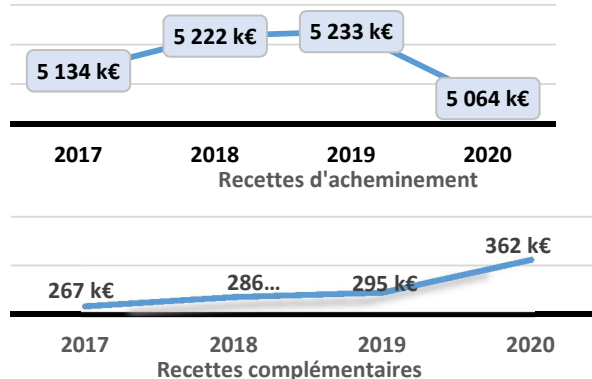 5 222 k€ 5 233 k€
5 134 k€
5 064 k€
2017 2018 2019 2020
Recettes d'acheminement
362 k€
267 k€ 286... 295 k€
2017 2018 2019 2020
Recettes complémentaires